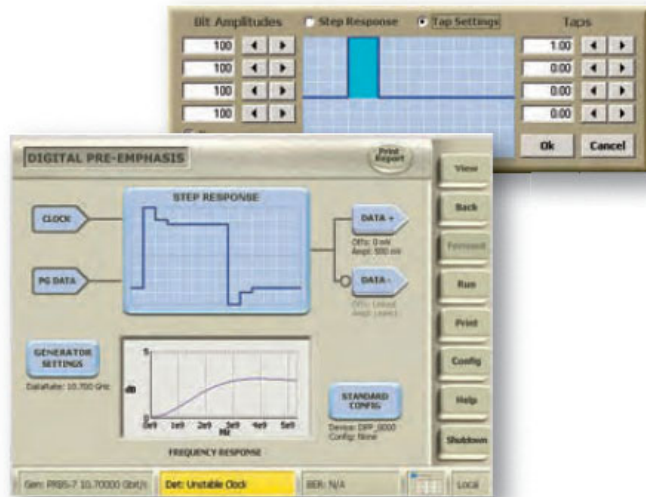 Bit Amplitudes
Step Response
Tap Settings
Taps
100
100
100
100
1.00
0.00
0.00
0.00
Ok
Cancel
DIGITAL PRE-EMPHASIS
Print Report
STEP RESPONSE
CLOCK
PG DATA
DATA +
Offs: 0 mV
Ampl: 500 mV
DATA -
Offs: Linked
GENERATOR
SETTINGS
DataRate: 10.700 GHz
5
dB
0
0e9 1e9 2e9 3e9 4e9 5e9
Hz
FREQUENCY RESPONSE
STANDARD
CONFIG
Device: DPP_8000
Config: None
View
Back
Forward
Run
Print
Config
Help
Shutdown
Gen: PRBS-7 10.70000 Gbit/s
Det: Unstable Clock
BER: N/A
Local